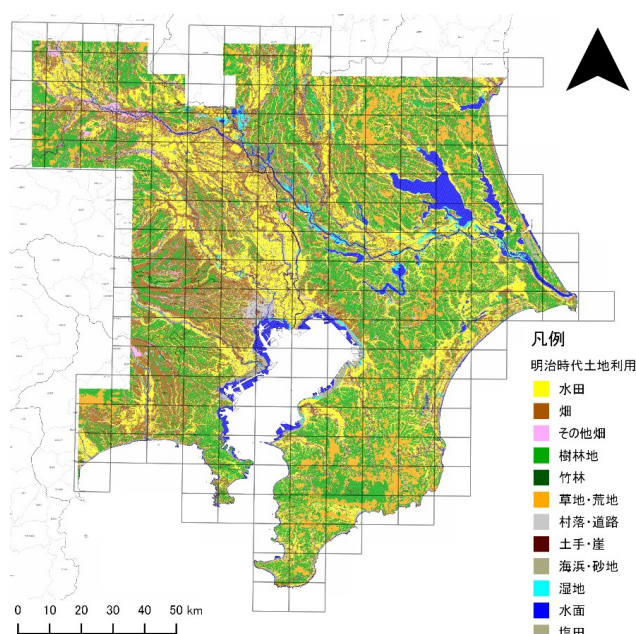 凡例
明治時代土地利用
水田
畑
その他畑
樹林地
竹林
草地・荒地
村落・道路
土手・崖
海浜・砂地
湿地
水面
塩田
0 10 20 30 40 50 km